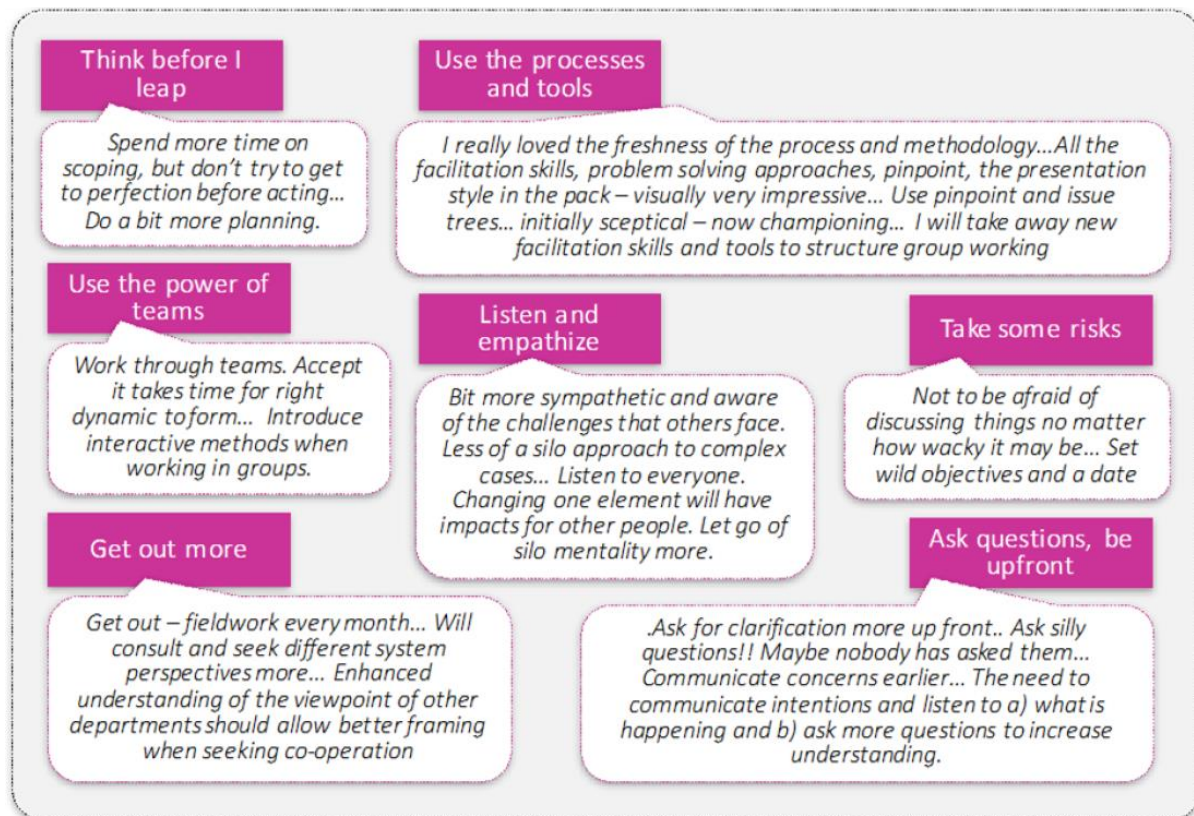 Think before I
leap
Spend more time on
scoping, but don't try to get
to perfection before acting...
Do a bit more planning.
Use the processes
and tools
I really loved the freshness of the process and methodology...All the
facilitation skills, problem solving approaches, pinpoint, the presentation
style in the pack – visually very impressive... Use pinpoint and issue
trees... initially sceptical – now championing... I will take away new
facilitation skills and tools to structure group working
Use the power of
teams
Work through teams. Accept
it takes time for right
dynamic to form... Introduce
interactive methods when
working in groups.
Listen and
empathize
Bit more sympathetic and aware
of the challenges that others face.
Less of a silo approach to complex
cases... Listen to everyone.
Changing one element will have
impacts for other people. Let go of
silo mentality more.
Take some risks
Not to be afraid of
discussing things no matter
how wacky it may be... Set
wild objectives and a date
Get out more
Get out – fieldwork every month... Will
consult and seek different system
perspectives more... Enhanced
understanding of the viewpoint of other
departments should allow better framing
when seeking co-operation
Ask questions, be
upfront
.Ask for clarification more up front.. Ask silly
questions!! Maybe nobody has asked them...
Communicate concerns earlier... The need to
communicate intentions and listen to a) what is
happening and b) ask more questions to increase
understanding.